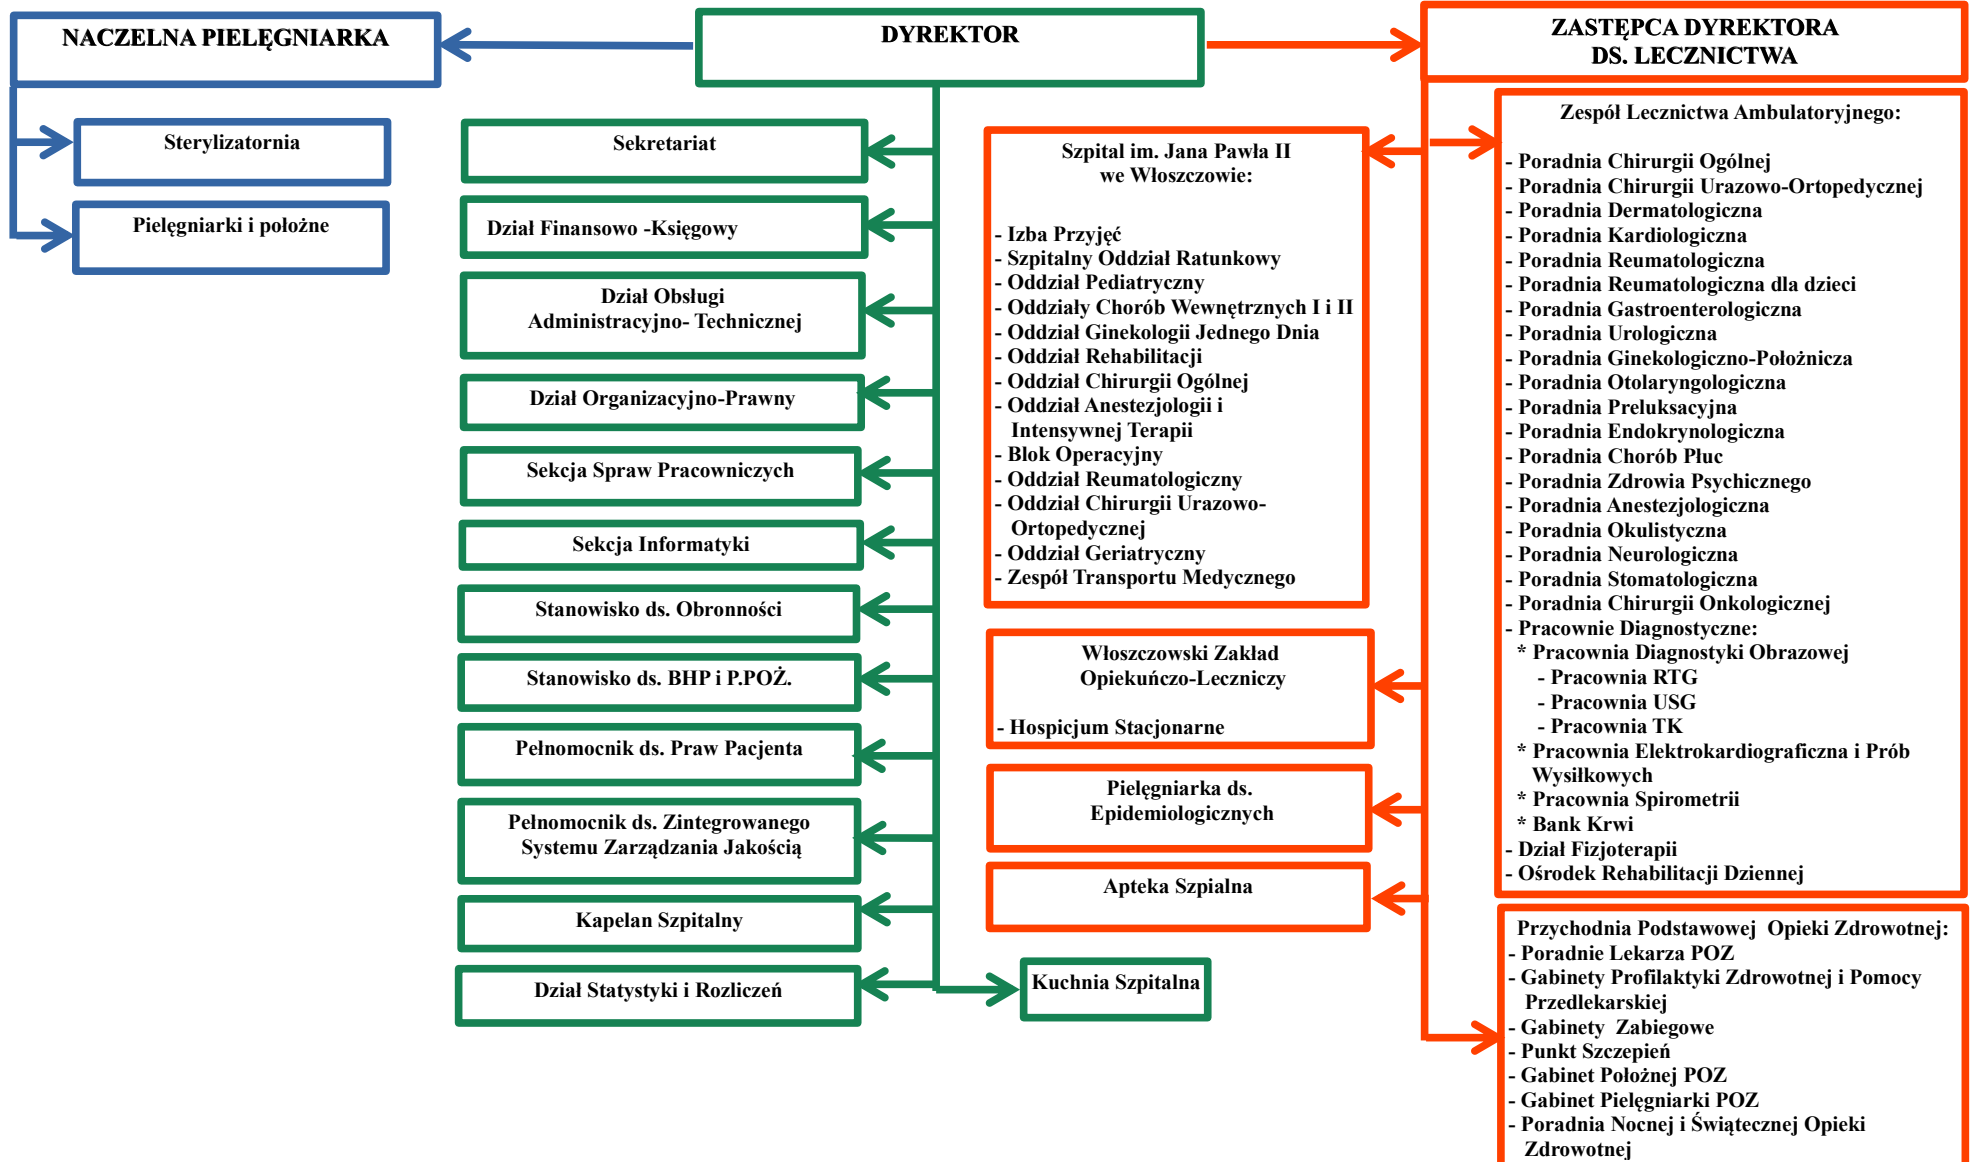 NACZELNA PIELĘGNIARKA
DYREKTOR
ZASTĘPCA DYREKTORA
DS. LECZNICTWA
Sterylizatornia
Pielęgniarki i położne
Sekretariat
Dział Finansowo -Księgowy
Dział Obsługi
Administracyjno- Technicznej
Dział Organizacyjno-Prawny
Sekcja Spraw Pracowniczych
Sekcja Informatyki
Stanowisko ds. Obronności
Stanowisko ds. BHP i P.POŻ.
Pełnomocnik ds. Praw Pacjenta
Pełnomocnik ds. Zintegrowanego
Systemu Zarządzania Jakością
Kapelan Szpitalny
Dział Statystyki i Rozliczeń
Kuchnia Szpitalna
Szpital im. Jana Pawła II
we Włoszczowie:
- Izba Przyjęć
- Szpitalny Oddział Ratunkowy
- Oddział Pediatryczny
- Oddziały Chorób Wewnętrznych I i II
- Oddział Ginekologii Jednego Dnia
- Oddział Rehabilitacji
- Oddział Chirurgii Ogólnej
- Oddział Anestezjologii i
Intensywnej Terapii
- Blok Operacyjny
- Oddział Reumatologiczny
- Oddział Chirurgii Urazowo-
Ortopedycznej
- Oddział Geriatryczny
- Zespół Transportu Medycznego
Włoszczowski Zakład
Opiekuńczo-Leczniczy
- Hospicjum Stacjonarne
Pielęgniarka ds.
Epidemiologicznych
Apteka Szpialna
Zespół Lecznictwa Ambulatoryjnego:
- Poradnia Chirurgii Ogólnej
- Poradnia Chirurgii Urazowo-Ortopedycznej
- Poradnia Dermatologiczna
- Poradnia Kardiologiczna
- Poradnia Reumatologiczna
- Poradnia Reumatologiczna dla dzieci
- Poradnia Gastroenterologiczna
- Poradnia Urologiczna
- Poradnia Ginekologiczno-Położnicza
- Poradnia Otolaryngologiczna
- Poradnia Preluksacyjna
- Poradnia Endokrynologiczna
- Poradnia Chorób Płuc
- Poradnia Zdrowia Psychicznego
- Poradnia Anestezjologiczna
- Poradnia Okulistyczna
- Poradnia Neurologiczna
- Poradnia Stomatologiczna
- Poradnia Chirurgii Onkologicznej
- Pracownie Diagnostyczne:
* Pracownia Diagnostyki Obrazowej
- Pracownia RTG
- Pracownia USG
- Pracownia TK
* Pracownia Elektrokardiograficzna i Prób
Wysiłkowych
* Pracownia Spirometrii
* Bank Krwi
- Dział Fizjoterapii
- Ośrodek Rehabilitacji Dziennej
Przychodnia Podstawowej Opieki Zdrowotnej:
- Poradnie Lekarza POZ
- Gabinety Profilaktyki Zdrowotnej i Pomocy
Przedlekarskiej
- Gabinety Zabiegowe
- Punkt Szczepień
- Gabinet Położnej POZ
- Gabinet Pielęgniarki POZ
- Poradnia Nocnej i Świątecznej Opieki
Zdrowotnej